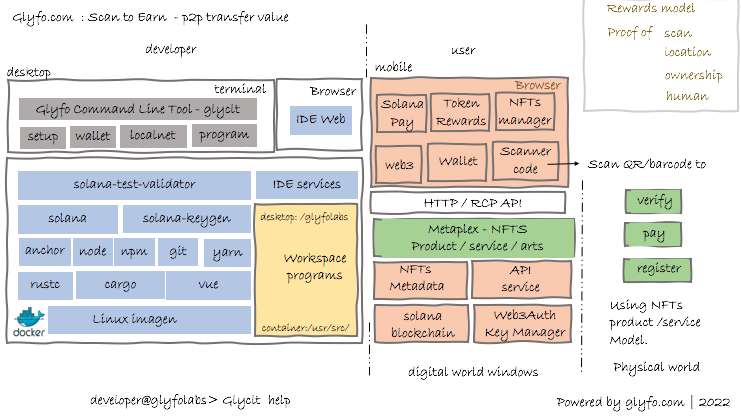 Glyfo.com : Scan to Earn - p2p transfer value
Rewards model
Proof of scan
location
ownership
human
developer
user
desktop
mobile
terminal
Glyfo Command Line Tool - glyclt
setup
wallet
localnet
program
Browser
IDE Web
Browser
Solana
Pay
Token
Rewards
NFTs
manager
web3
Wallet
Scanner
code
Scan QR/barcode to
solana-test-validator
IDE services
solana
solana-keygen
anchor
node
npm
git
yarn
rustc
cargo
vue
docker
Linux imagen
desktop: /glyfolabs
Workspace
programs
container:/usr/src/
HTTP / RCP API
Metaplex - NFTS
Product / service / arts
NFTs
Metadata
API
service
solana
blockchain
Web3Auth
Key Manager
digital world windows
verify
pay
register
Using NFTs
product /service
Model.
Physical world
developer@glyfolabs> Glyclt help
Powered by glyfo.com | 2022